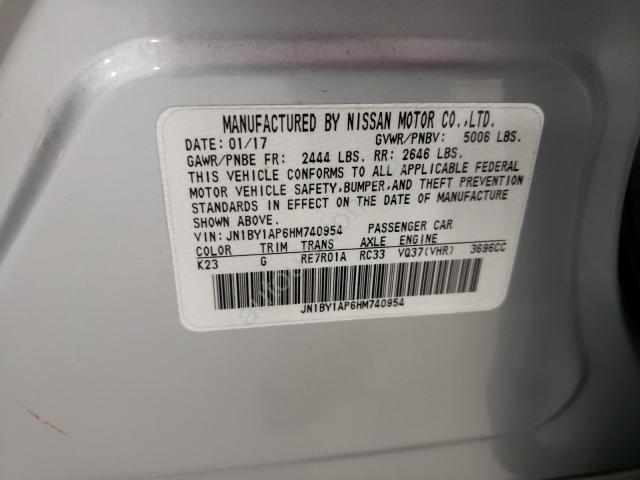 MANUFACTURED BY NISSAN MOTOR CO.,LTD.
DATE: 01/17 GVWR/PNBV: 5006 LBS.
GAWR/PNBE FR: 2444 LBS. RR: 2646 LBS.
THIS VEHICLE CONFORMS TO ALL APPLICABLE FEDERAL
MOTOR VEHICLE SAFETY,BUMPER,AND THEFT PREVENTION
STANDARDS IN EFFECT ON THE DATE OF MANUFACTURE
SHOWN ABOVE.
VIN: JN1BY1AP6HM740954 PASSENGER CAR
COLOR TRIM TRANS AXLE ENGINE
K23 G RE7R01A RC33 VQ37(VHR) 3696CC
JN1BY1AP6HM740954